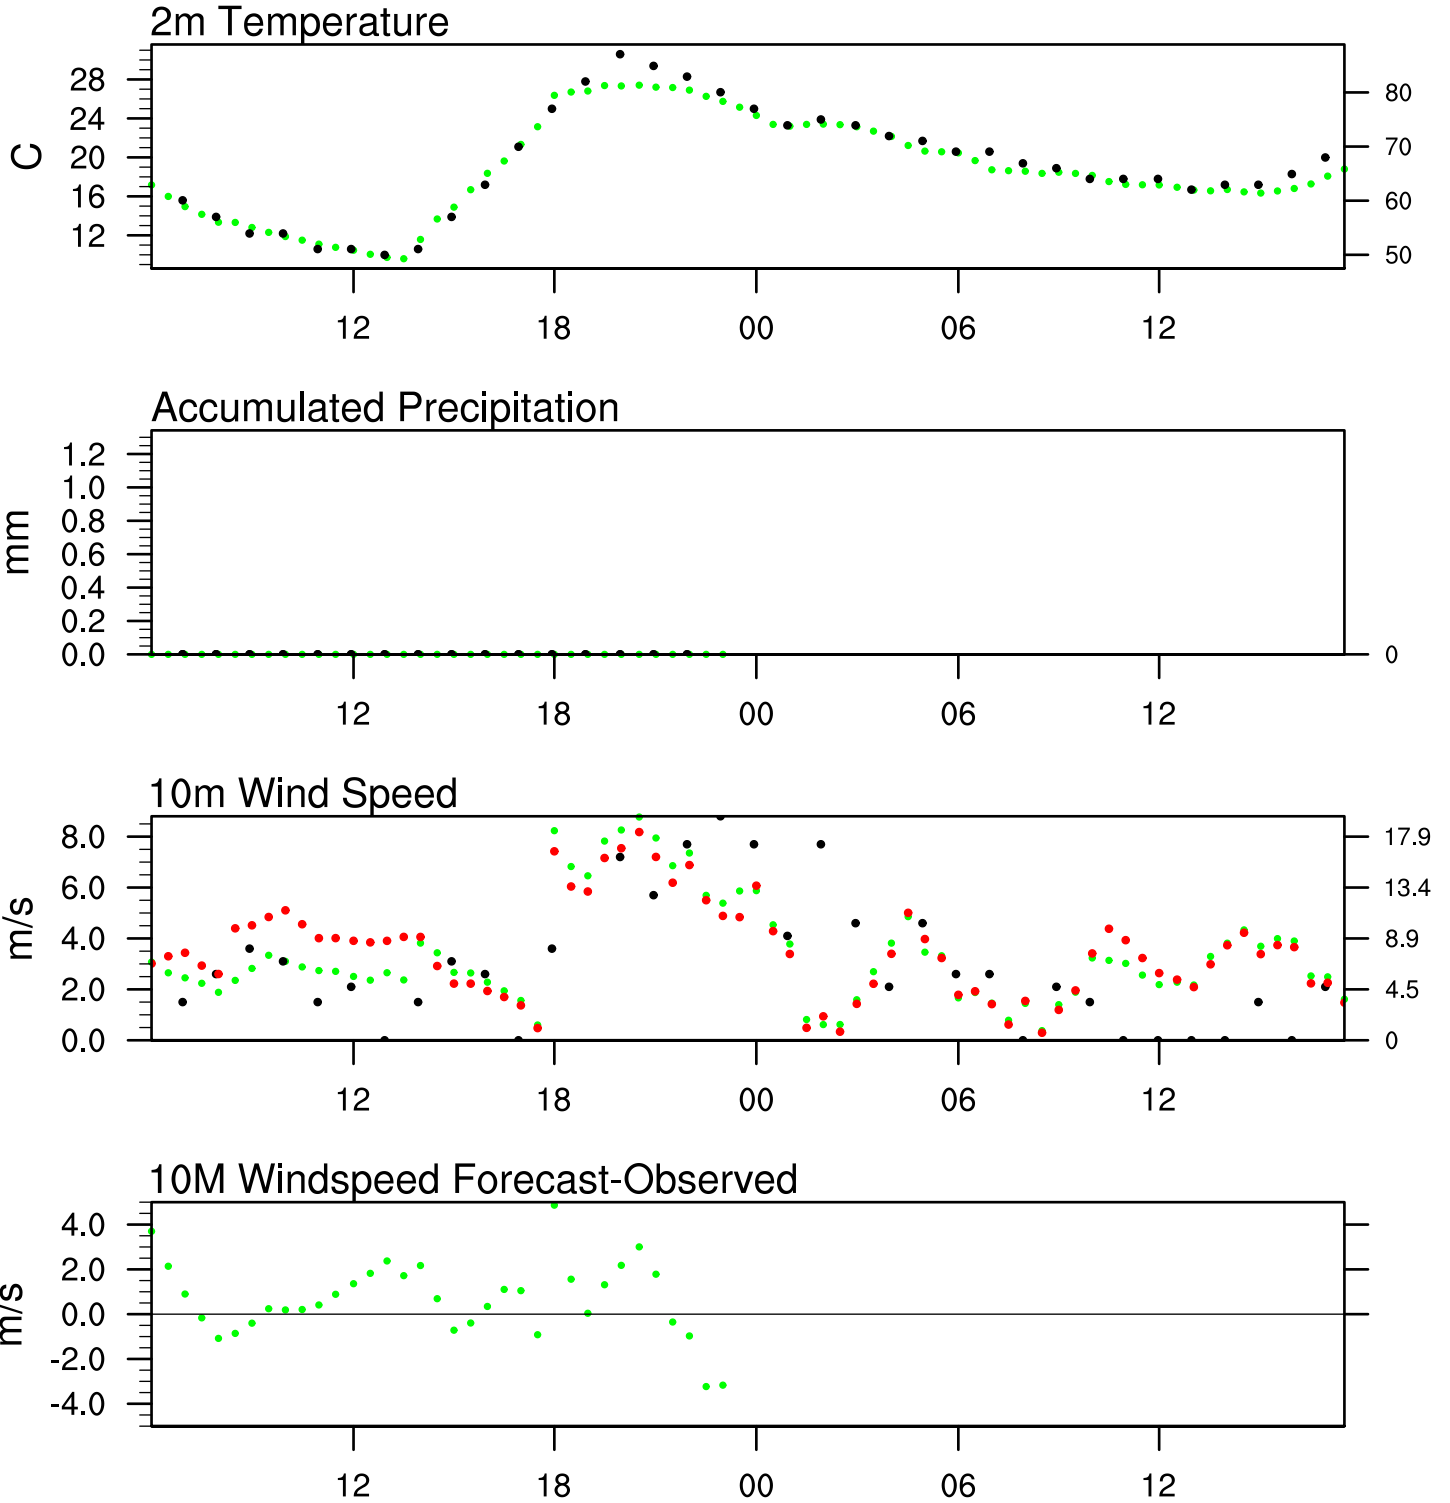 2m Temperature
28
24
20
16
12
C
80
70
60
50
12 18 00 06 12
Accumulated Precipitation
1.2
1.0
0.8
0.6
0.4
0.2
0.0
mm
0
12 18 00 06 12
10m Wind Speed
8.0
6.0
4.0
2.0
0.0
m/s
17.9
13.4
8.9
4.5
0
12 18 00 06 12
10M Windspeed Forecast-Observed
4.0
2.0
0.0
-2.0
-4.0
m/s
12 18 00 06 12